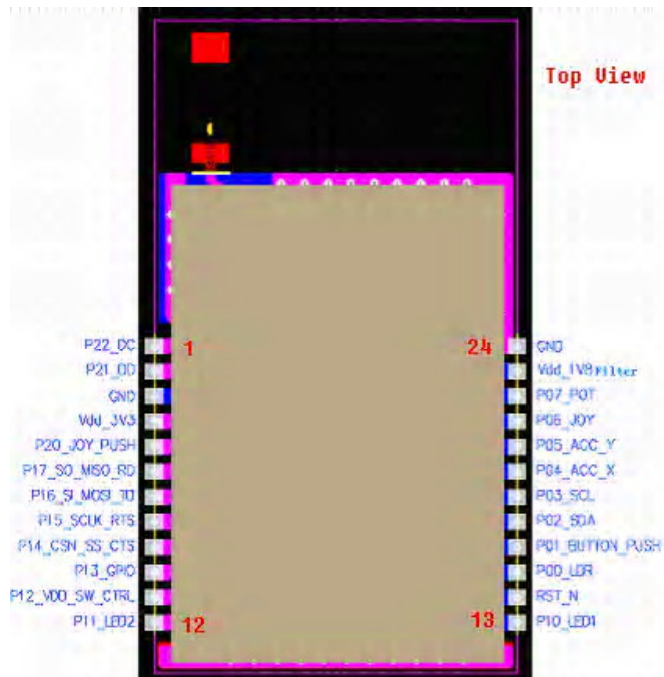 Top View
P22_DC
P21_DD
GND
Vdd_3V3
P20_JOY_PUSH
P17_SO_MISO_RD
P16_SI_MOSI_TD
P15_SCLK_RTS
P14_CSN_SS_CTS
P13_GPIO
P12_VDD_SW_CTRL
P11_LED2
1
12
24
13
GND
Vdd_1V8 Filter
P07_POT
P06_JOY
P05_ACC_Y
P04_ACC_X
P03_SCL
P02_SDA
P01_BUTTON_PUSH
P00_LDR
RST_N
P10_LED1